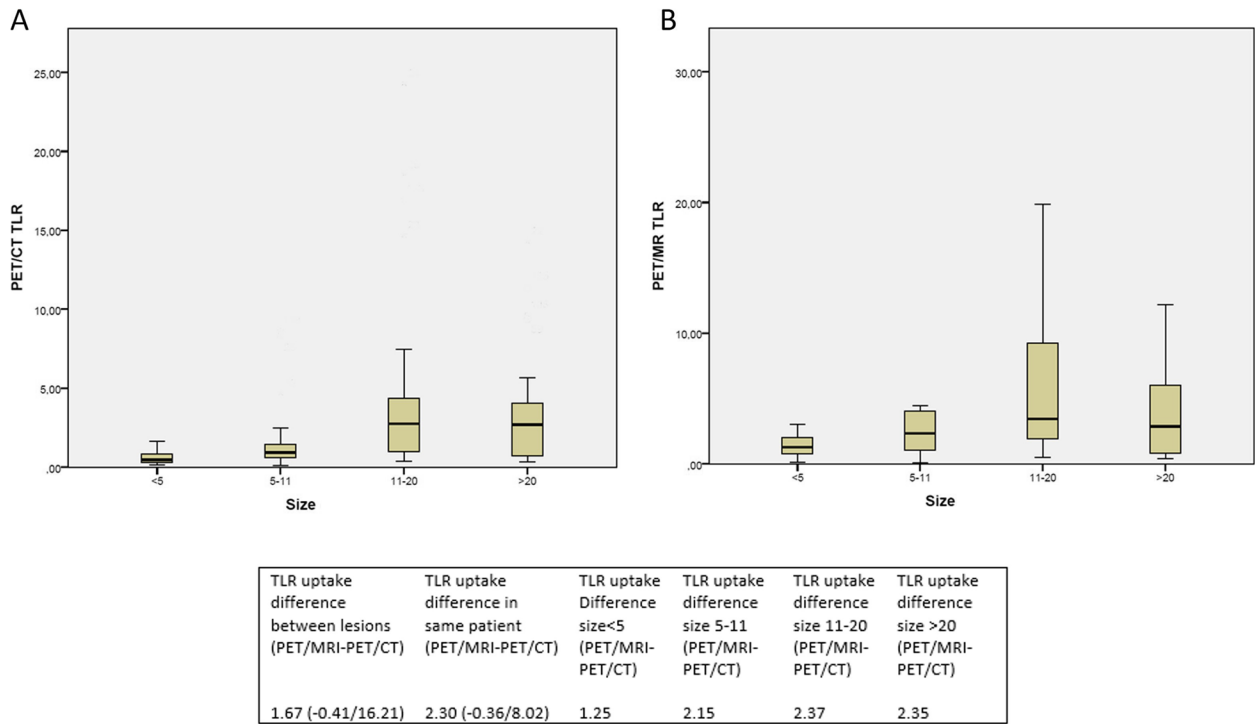 A
25,00
20,00
15,00
10,00
5,00
,00
PET/CT TLR
<5
5-11
11-20
>20
Size
B
30,00
20,00
10,00
,00
PET/MR TLR
<5
5-11
11-20
>20
Size
TLR uptake
difference
between lesions
(PET/MRI-PET/CT)
1.67 (-0.41/16.21)
TLR uptake
difference in
same patient
(PET/MRI-PET/CT)
2.30 (-0.36/8.02)
TLR uptake
Difference
size<5
(PET/MRI-
PET/CT)
1.25
TLR uptake
difference
size 5-11
(PET/MRI-
PET/CT)
2.15
TLR uptake
difference
size 11-20
(PET/MRI-
PET/CT)
2.37
TLR uptake
difference
size >20
(PET/MRI-
PET/CT)
2.35